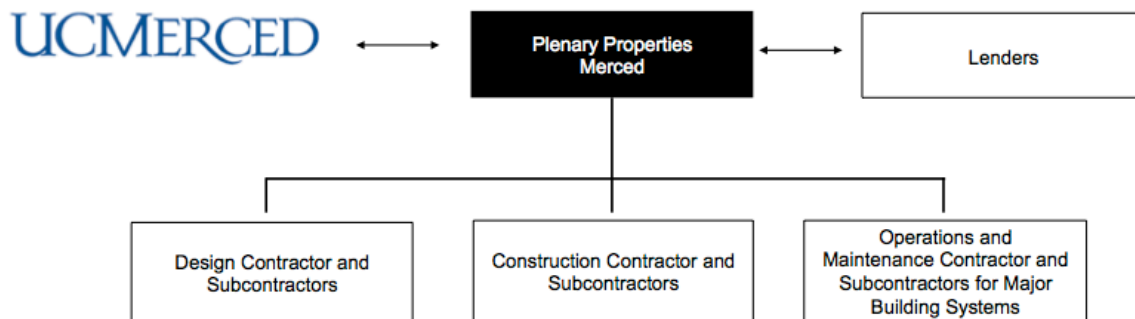 UCMERCED
Plenary Properties
Merced
Lenders
Design Contractor and
Subcontractors
Construction Contractor and
Subcontractors
Operations and
Maintenance Contractor and
Subcontractors for Major
Building Systems